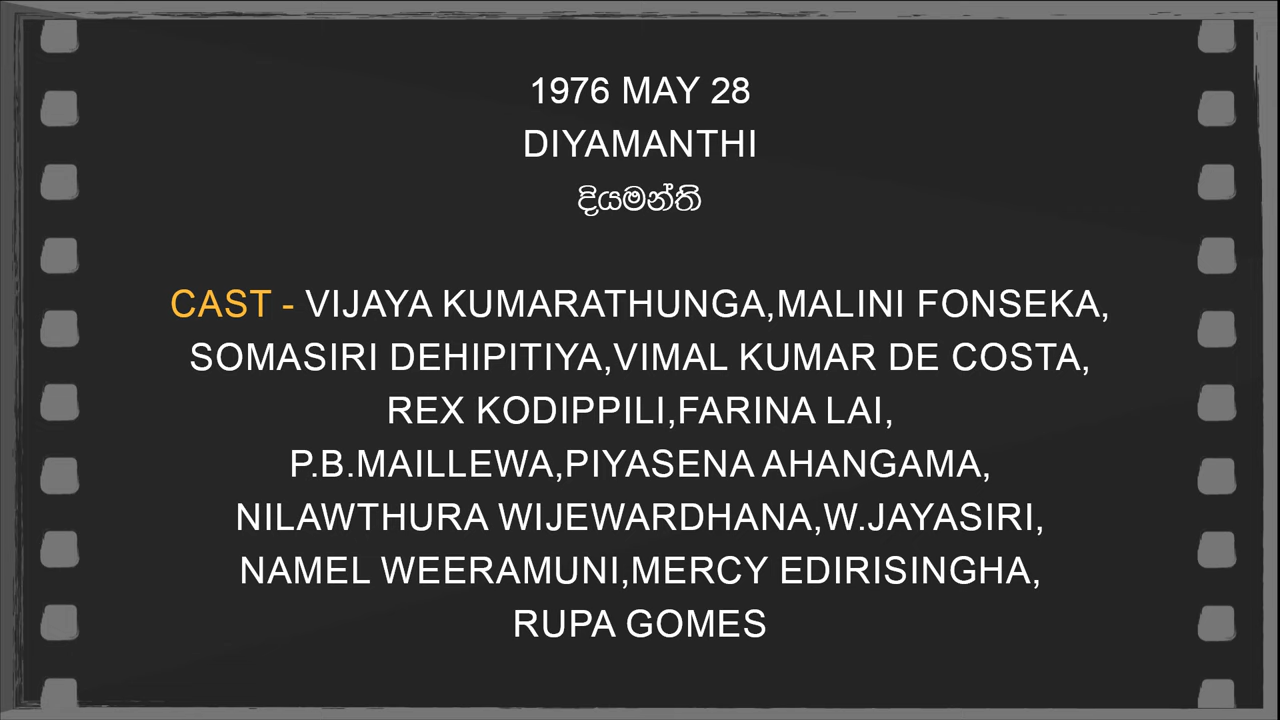 1976 MAY 28
DIYAMANTHI
දියමන්ති
CAST - VIJAYA KUMARATHUNGA,MALINI FONSEKA,
SOMASIRI DEHIPITIYA,VIMAL KUMAR DE COSTA,
REX KODIPPILI,FARINA LAI,
P.B.MAILLEWA,PIYASENA AHANGAMA,
NILAWTHURA WIJEWARDHANA,W.JAYASIRI,
NAMEL WEERAMUNI,MERCY EDIRISINGHA,
RUPA GOMES